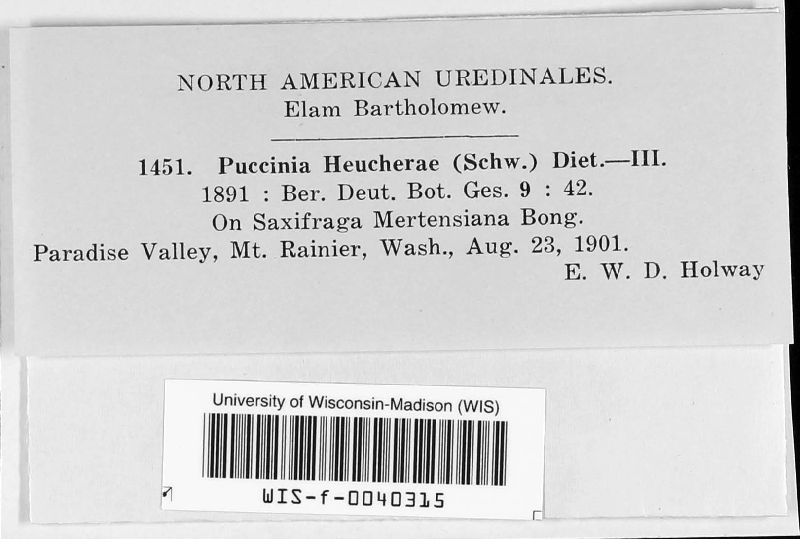 NORTH AMERICAN UREDINALES.
Elam Bartholomew.
1451. Puccinia Heucherae (Schw.) Diet.—III.
1891 : Ber. Deut. Bot. Ges. 9 : 42.
On Saxifraga Mertensiana Bong.
Paradise Valley, Mt. Rainier, Wash., Aug. 23, 1901.
E. W. D. Holway
University of Wisconsin-Madison (WIS)
WIS-f-0040315